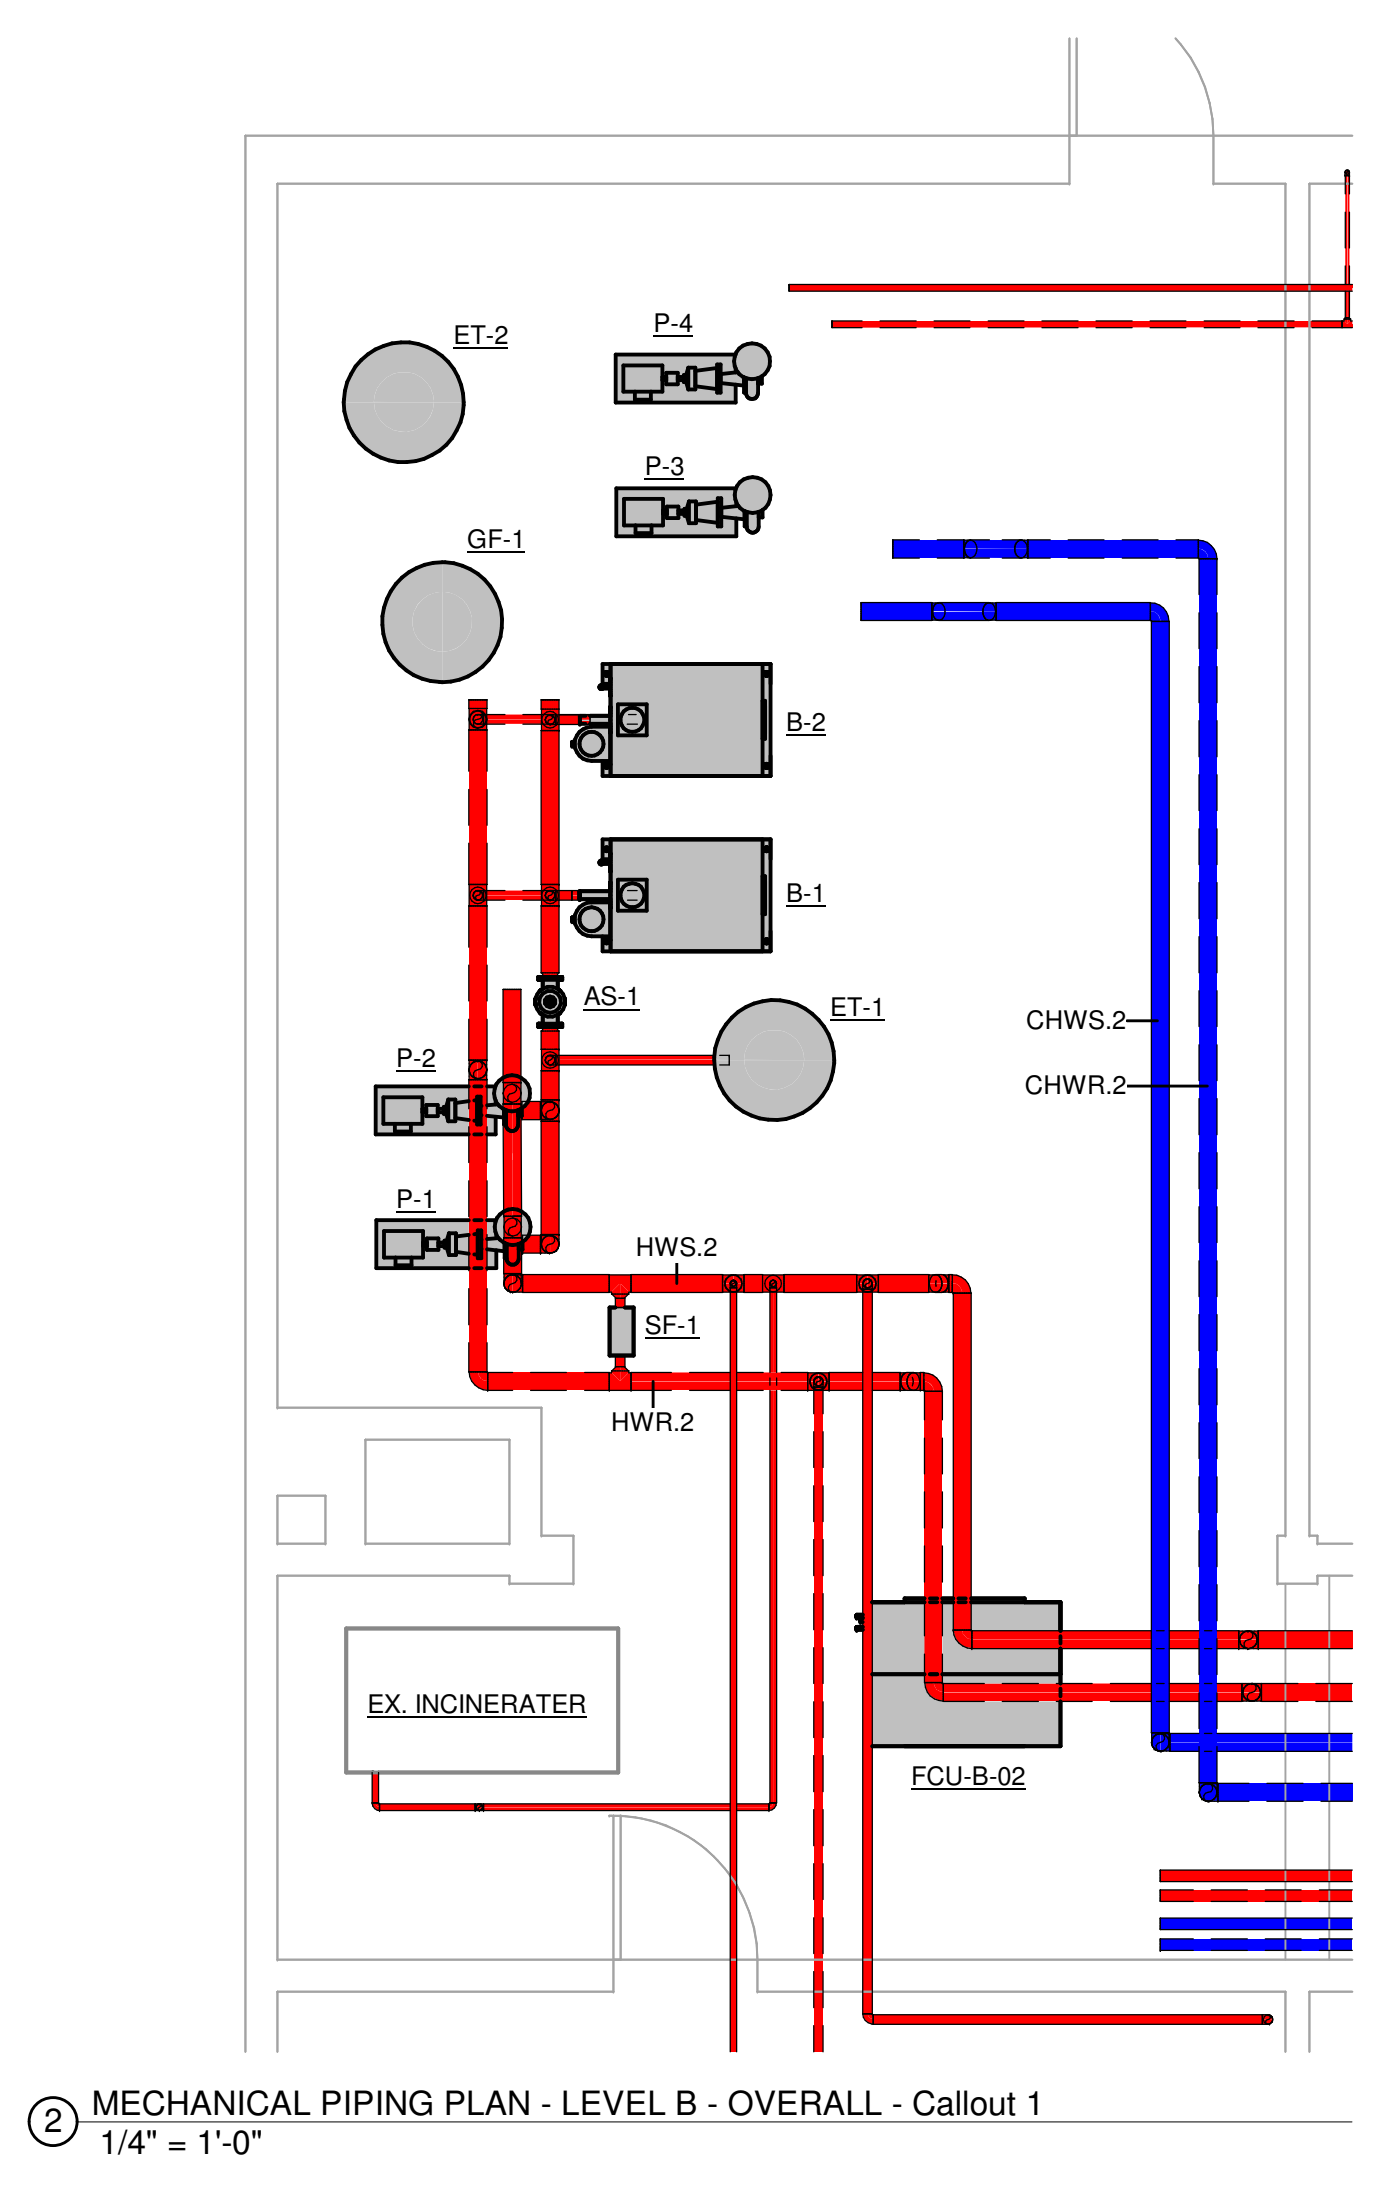 P-4
ET-2
P-3
GF-1
B-2
B-1
AS-1
ET-1
CHWS.2
P-2
CHWR.2
P-1
HWS.2
SF-1
HWR.2
EX. INCINERATER
FCU-B-02
2
MECHANICAL PIPING PLAN - LEVEL B - OVERALL - Callout 1
1/4" = 1'-0"